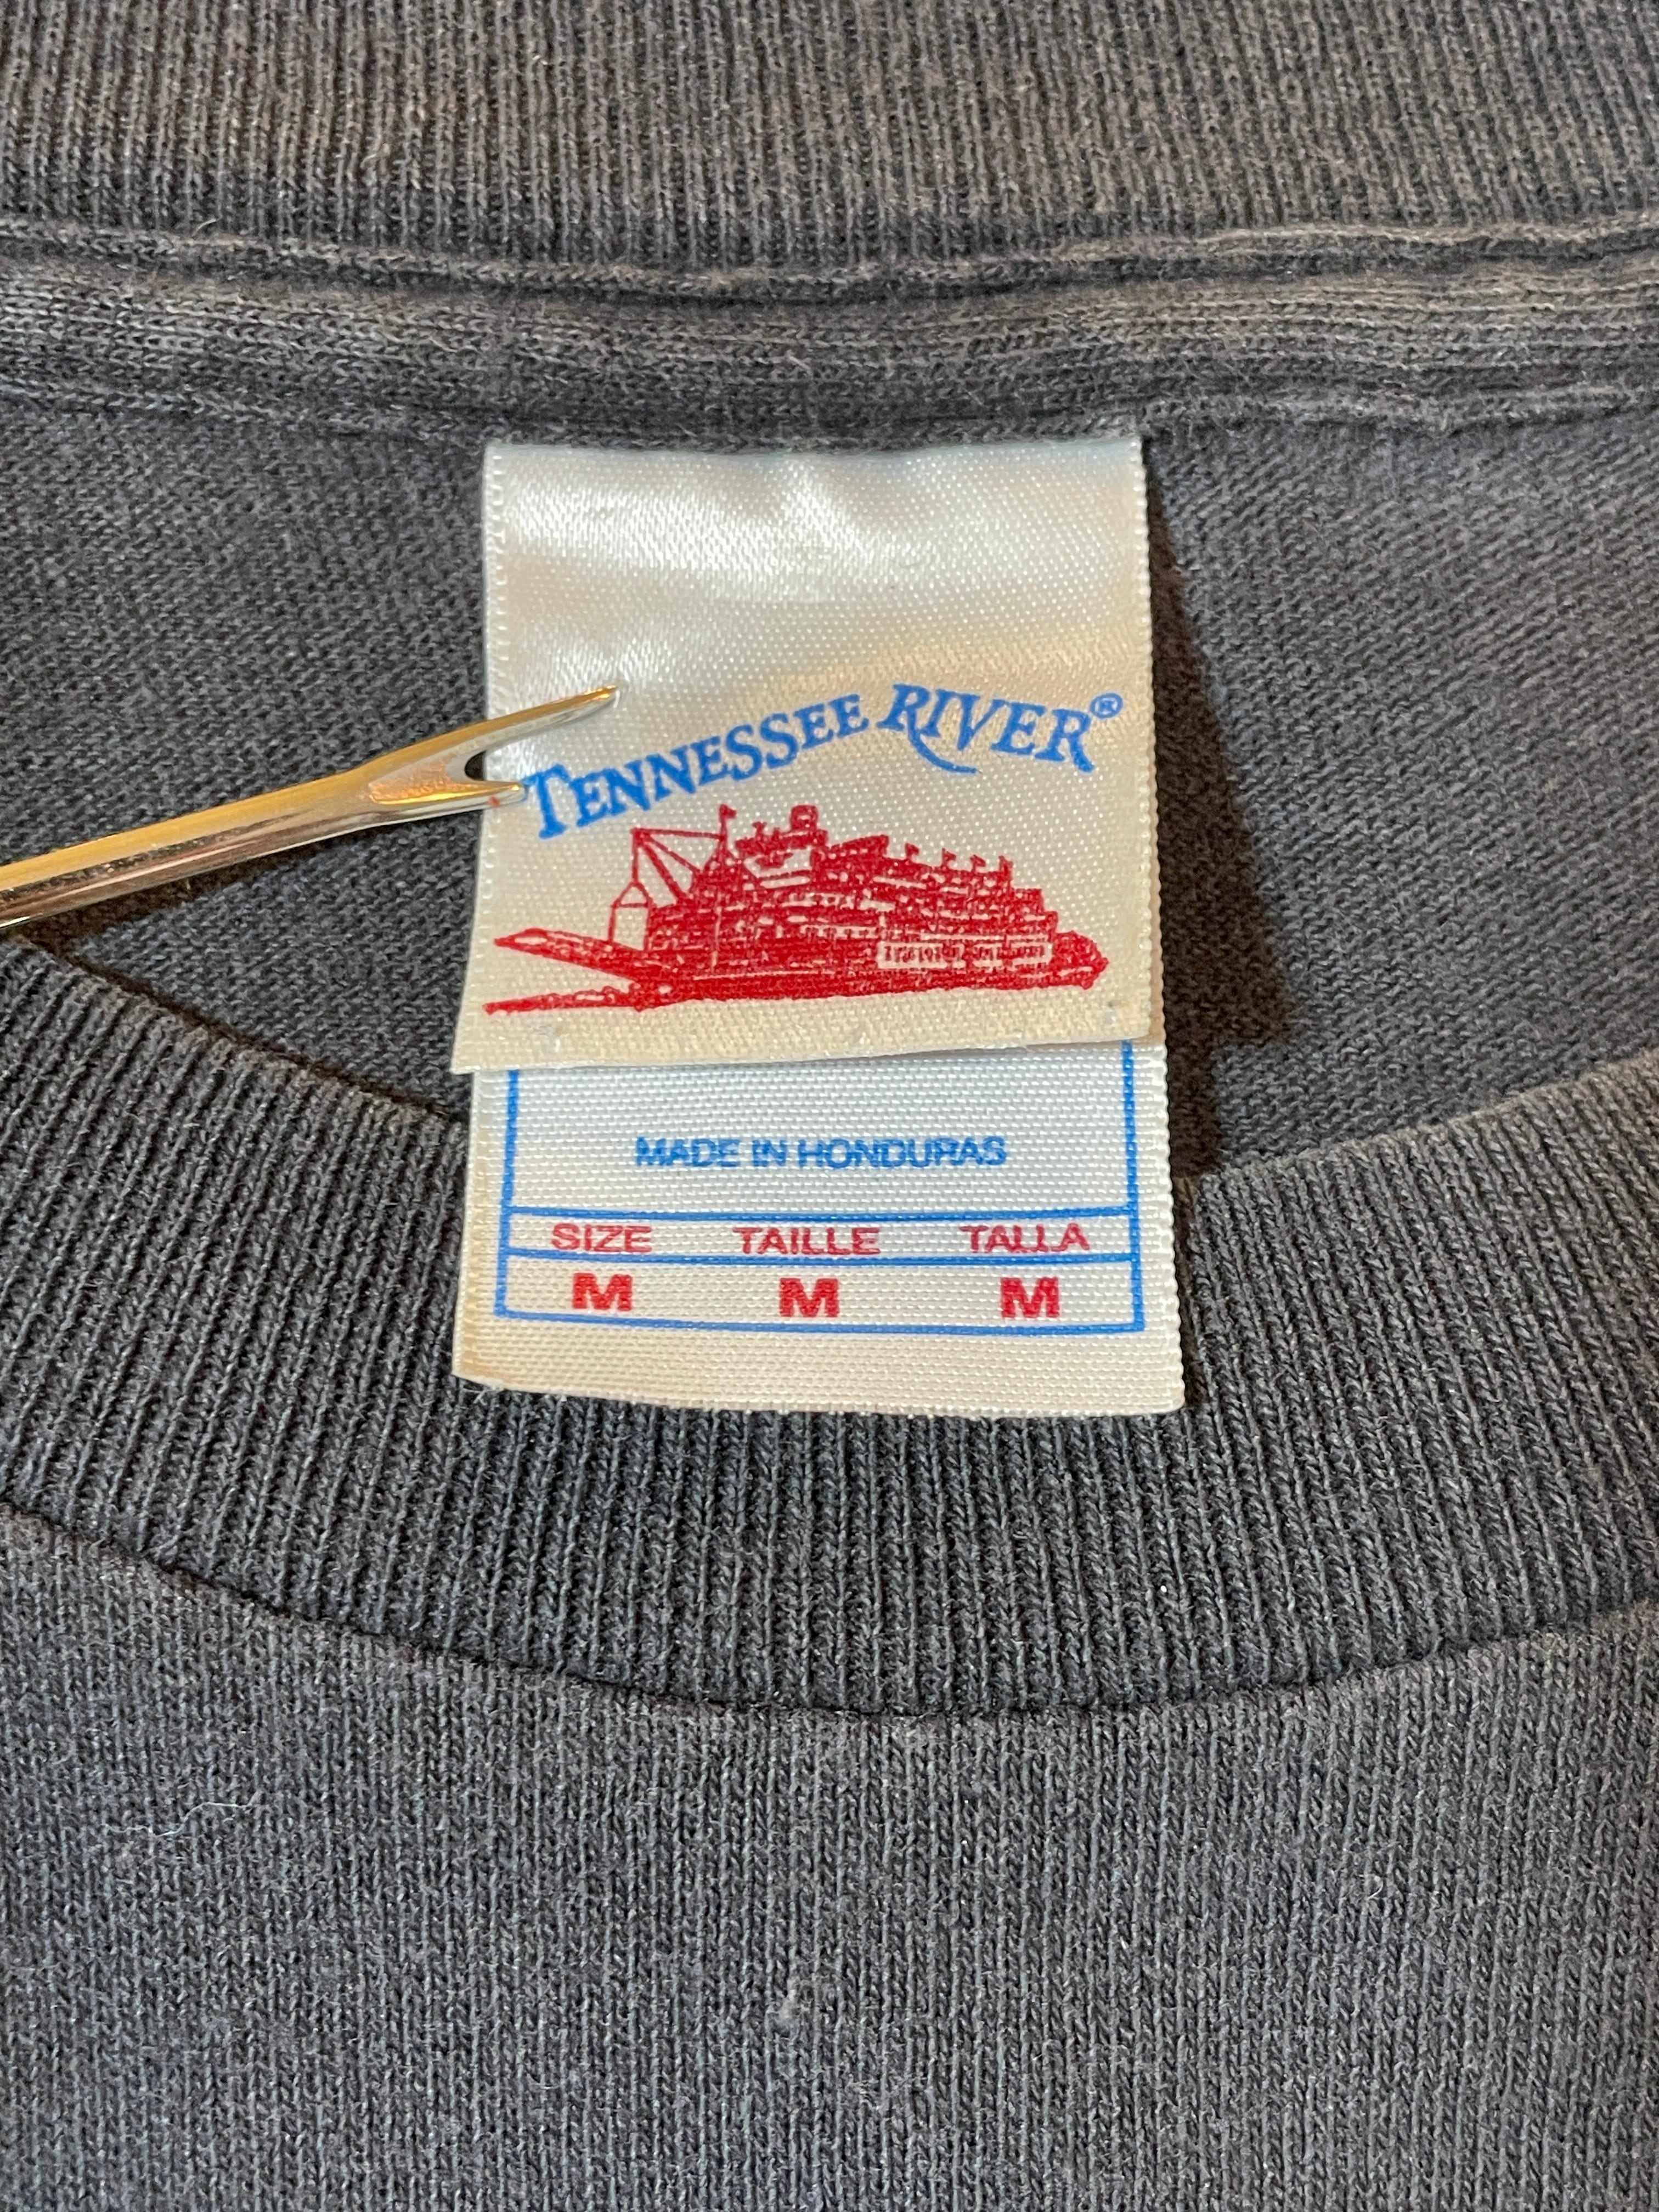 TENNESSEE RIVER®
MADE IN HONDURAS
SIZE TAILLE TALLA
M M M